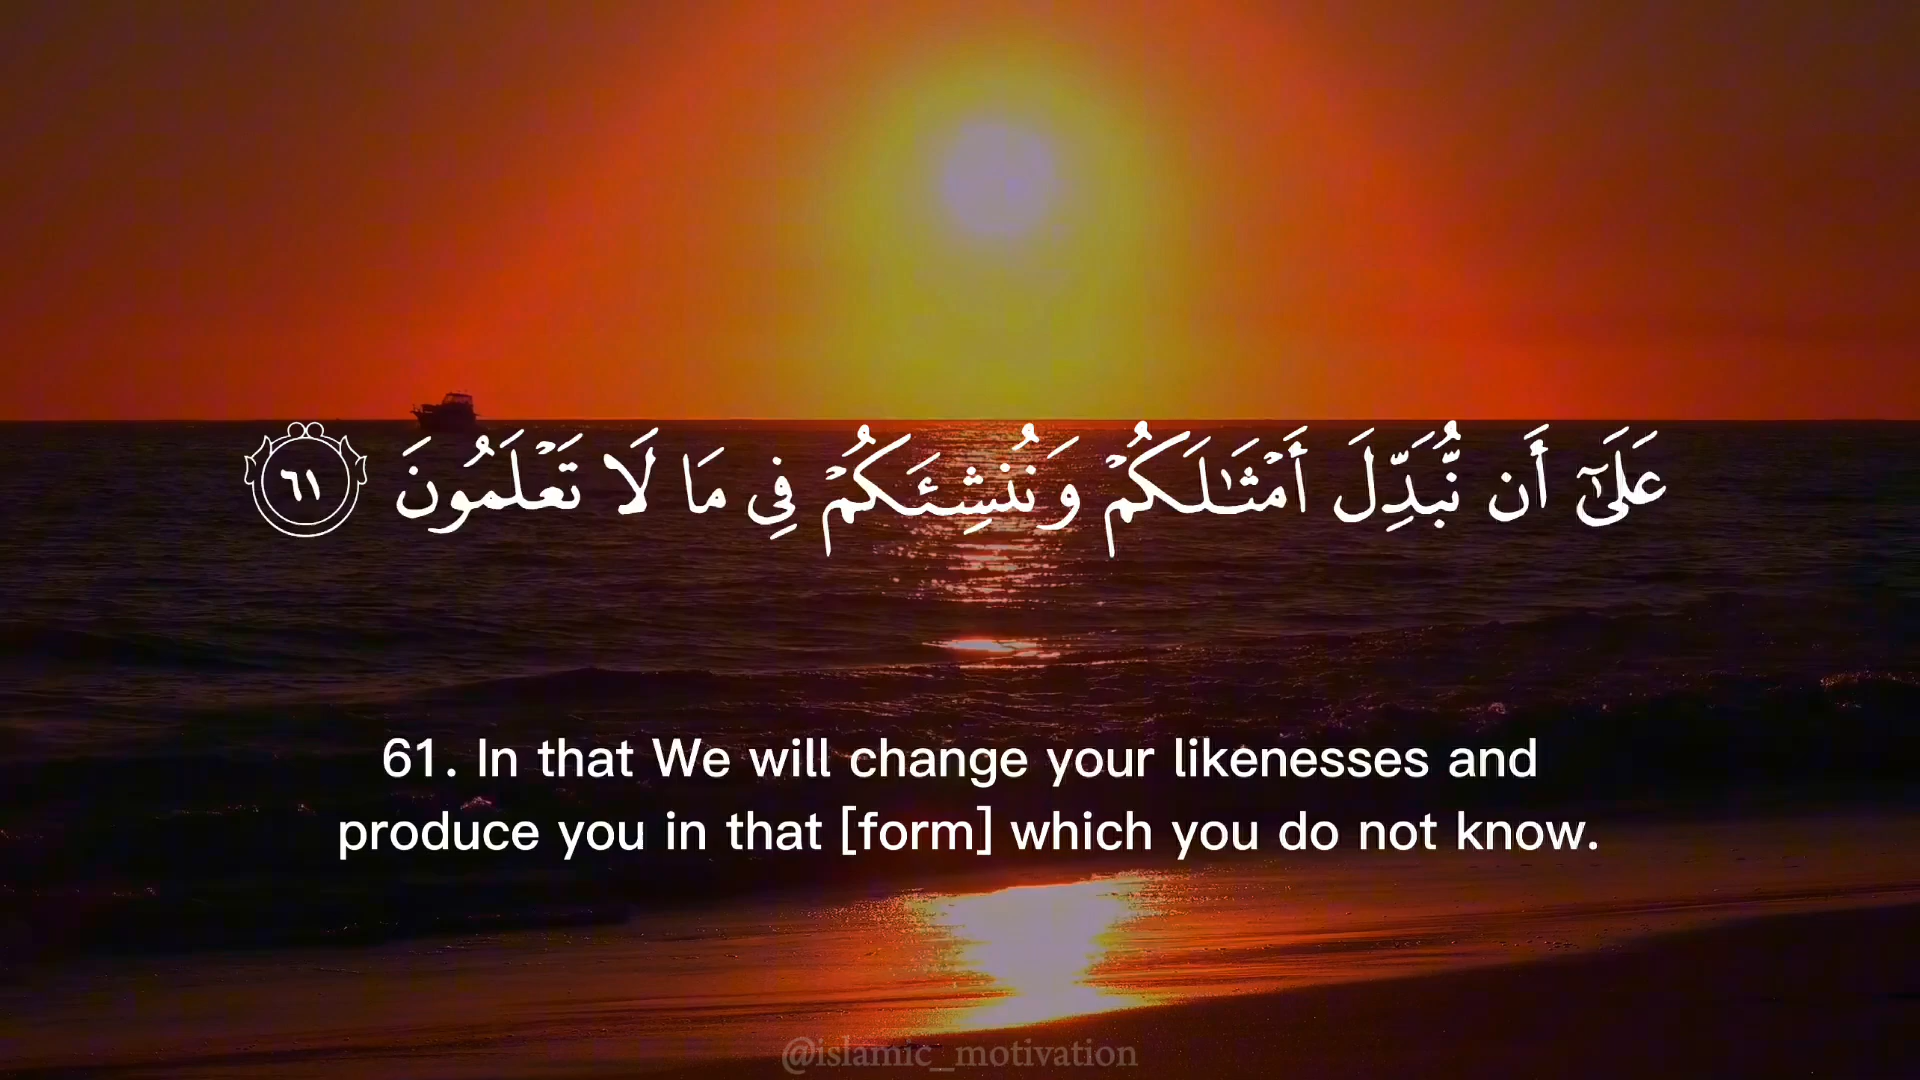 عَلَىٰٓ أَن نُّبَدِّلَ أَمْثَـٰلَكُمْ وَنُنشِئَكُمْ فِى مَا لَا تَعْلَمُونَ ٦١
61. In that We will change your likenesses and
produce you in that [form] which you do not know.
@islamic_motivation